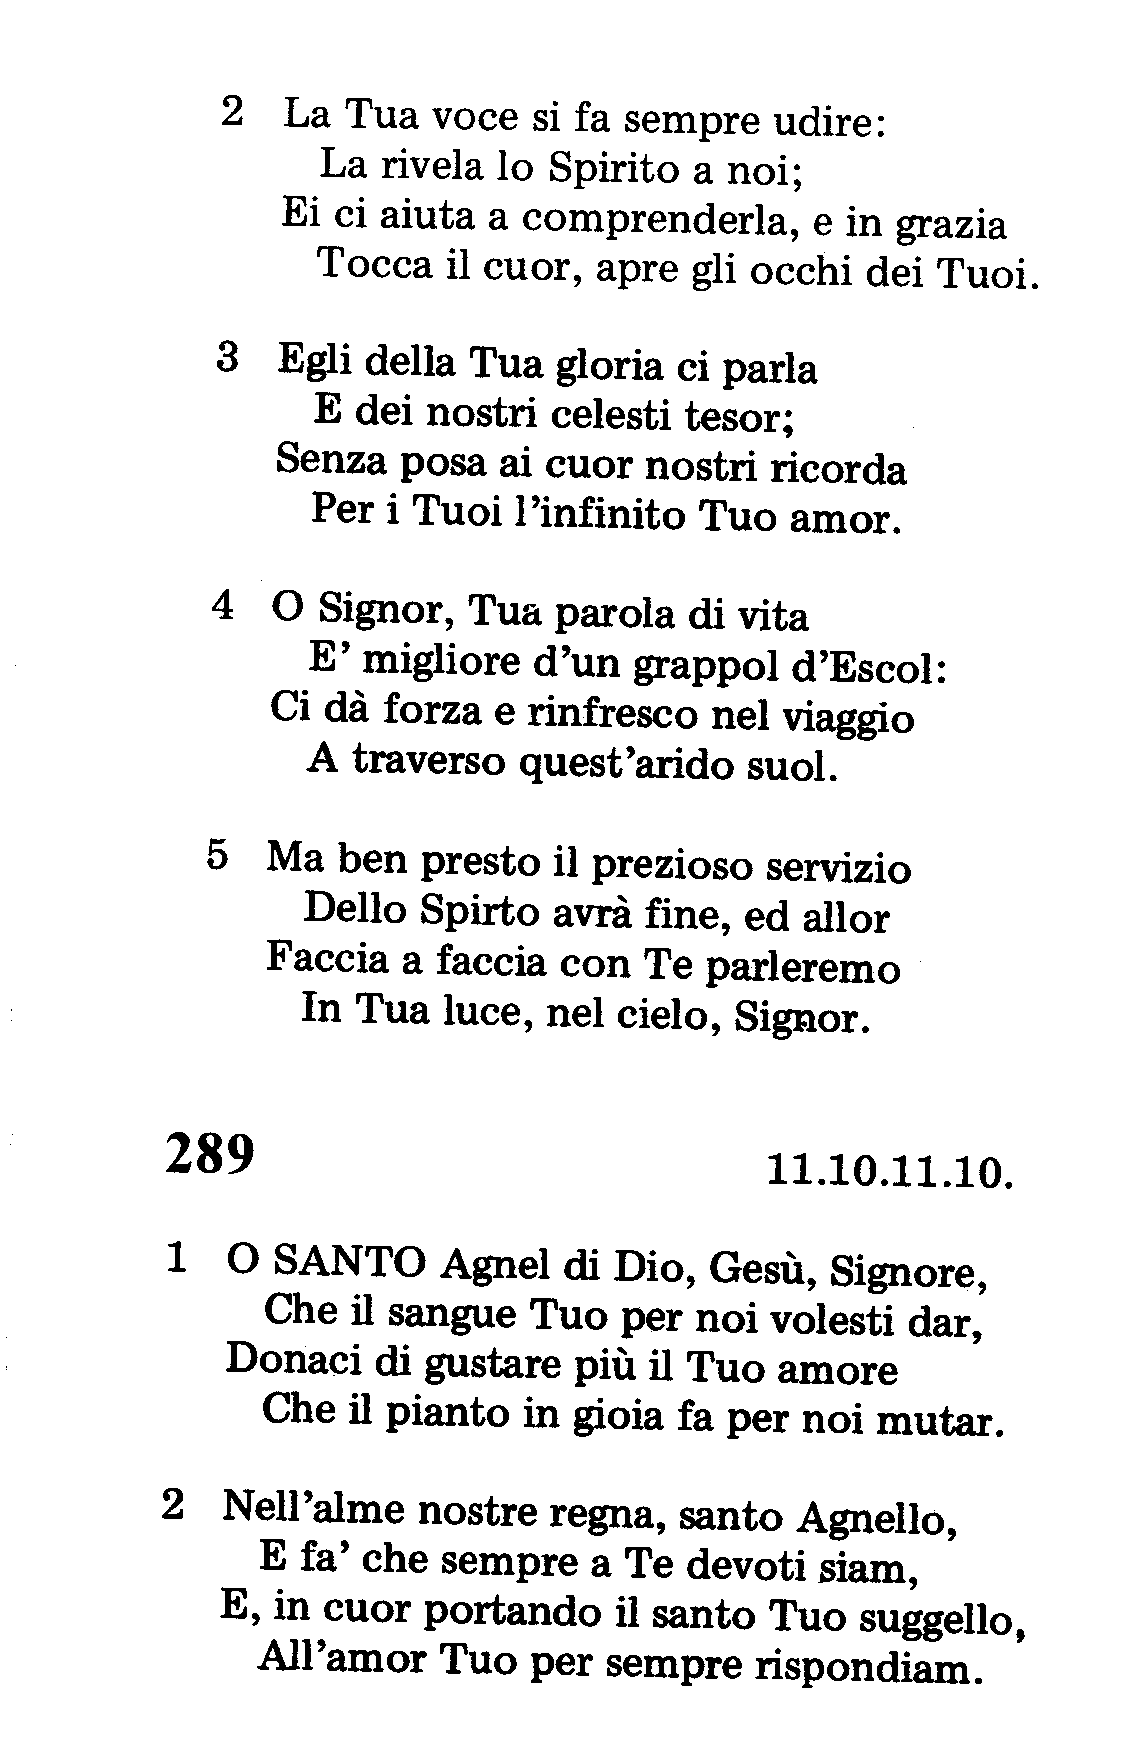 2 La Tua voce si fa sempre udire:
La rivela lo Spirito a noi;
Ei ci aiuta a comprenderla, e in grazia
Tocca il cuor, apre gli occhi dei Tuoi.
3 Egli della Tua gloria ci parla
E dei nostri celesti tesor;
Senza posa ai cuor nostri ricorda
Per i Tuoi l'infinito Tuo amor.
4 O Signor, Tua parola di vita
E' migliore d'un grappol d'Escol:
Ci dà forza e rinfresco nel viaggio
A traverso quest'arido suol.
5 Ma ben presto il prezioso servizio
Dello Spirto avrà fine, ed allor
Faccia a faccia con Te parleremo
In Tua luce, nel cielo, Signor.
289 11.10.11.10.
1 O SANTO Agnel di Dio, Gesù, Signore,
Che il sangue Tuo per noi volesti dar,
Donaci di gustare più il Tuo amore
Che il pianto in gioia fa per noi mutar.
2 Nell'alme nostre regna, santo Agnello,
E fa' che sempre a Te devoti siam,
E, in cuor portando il santo Tuo suggello,
All'amor Tuo per sempre rispondiam.